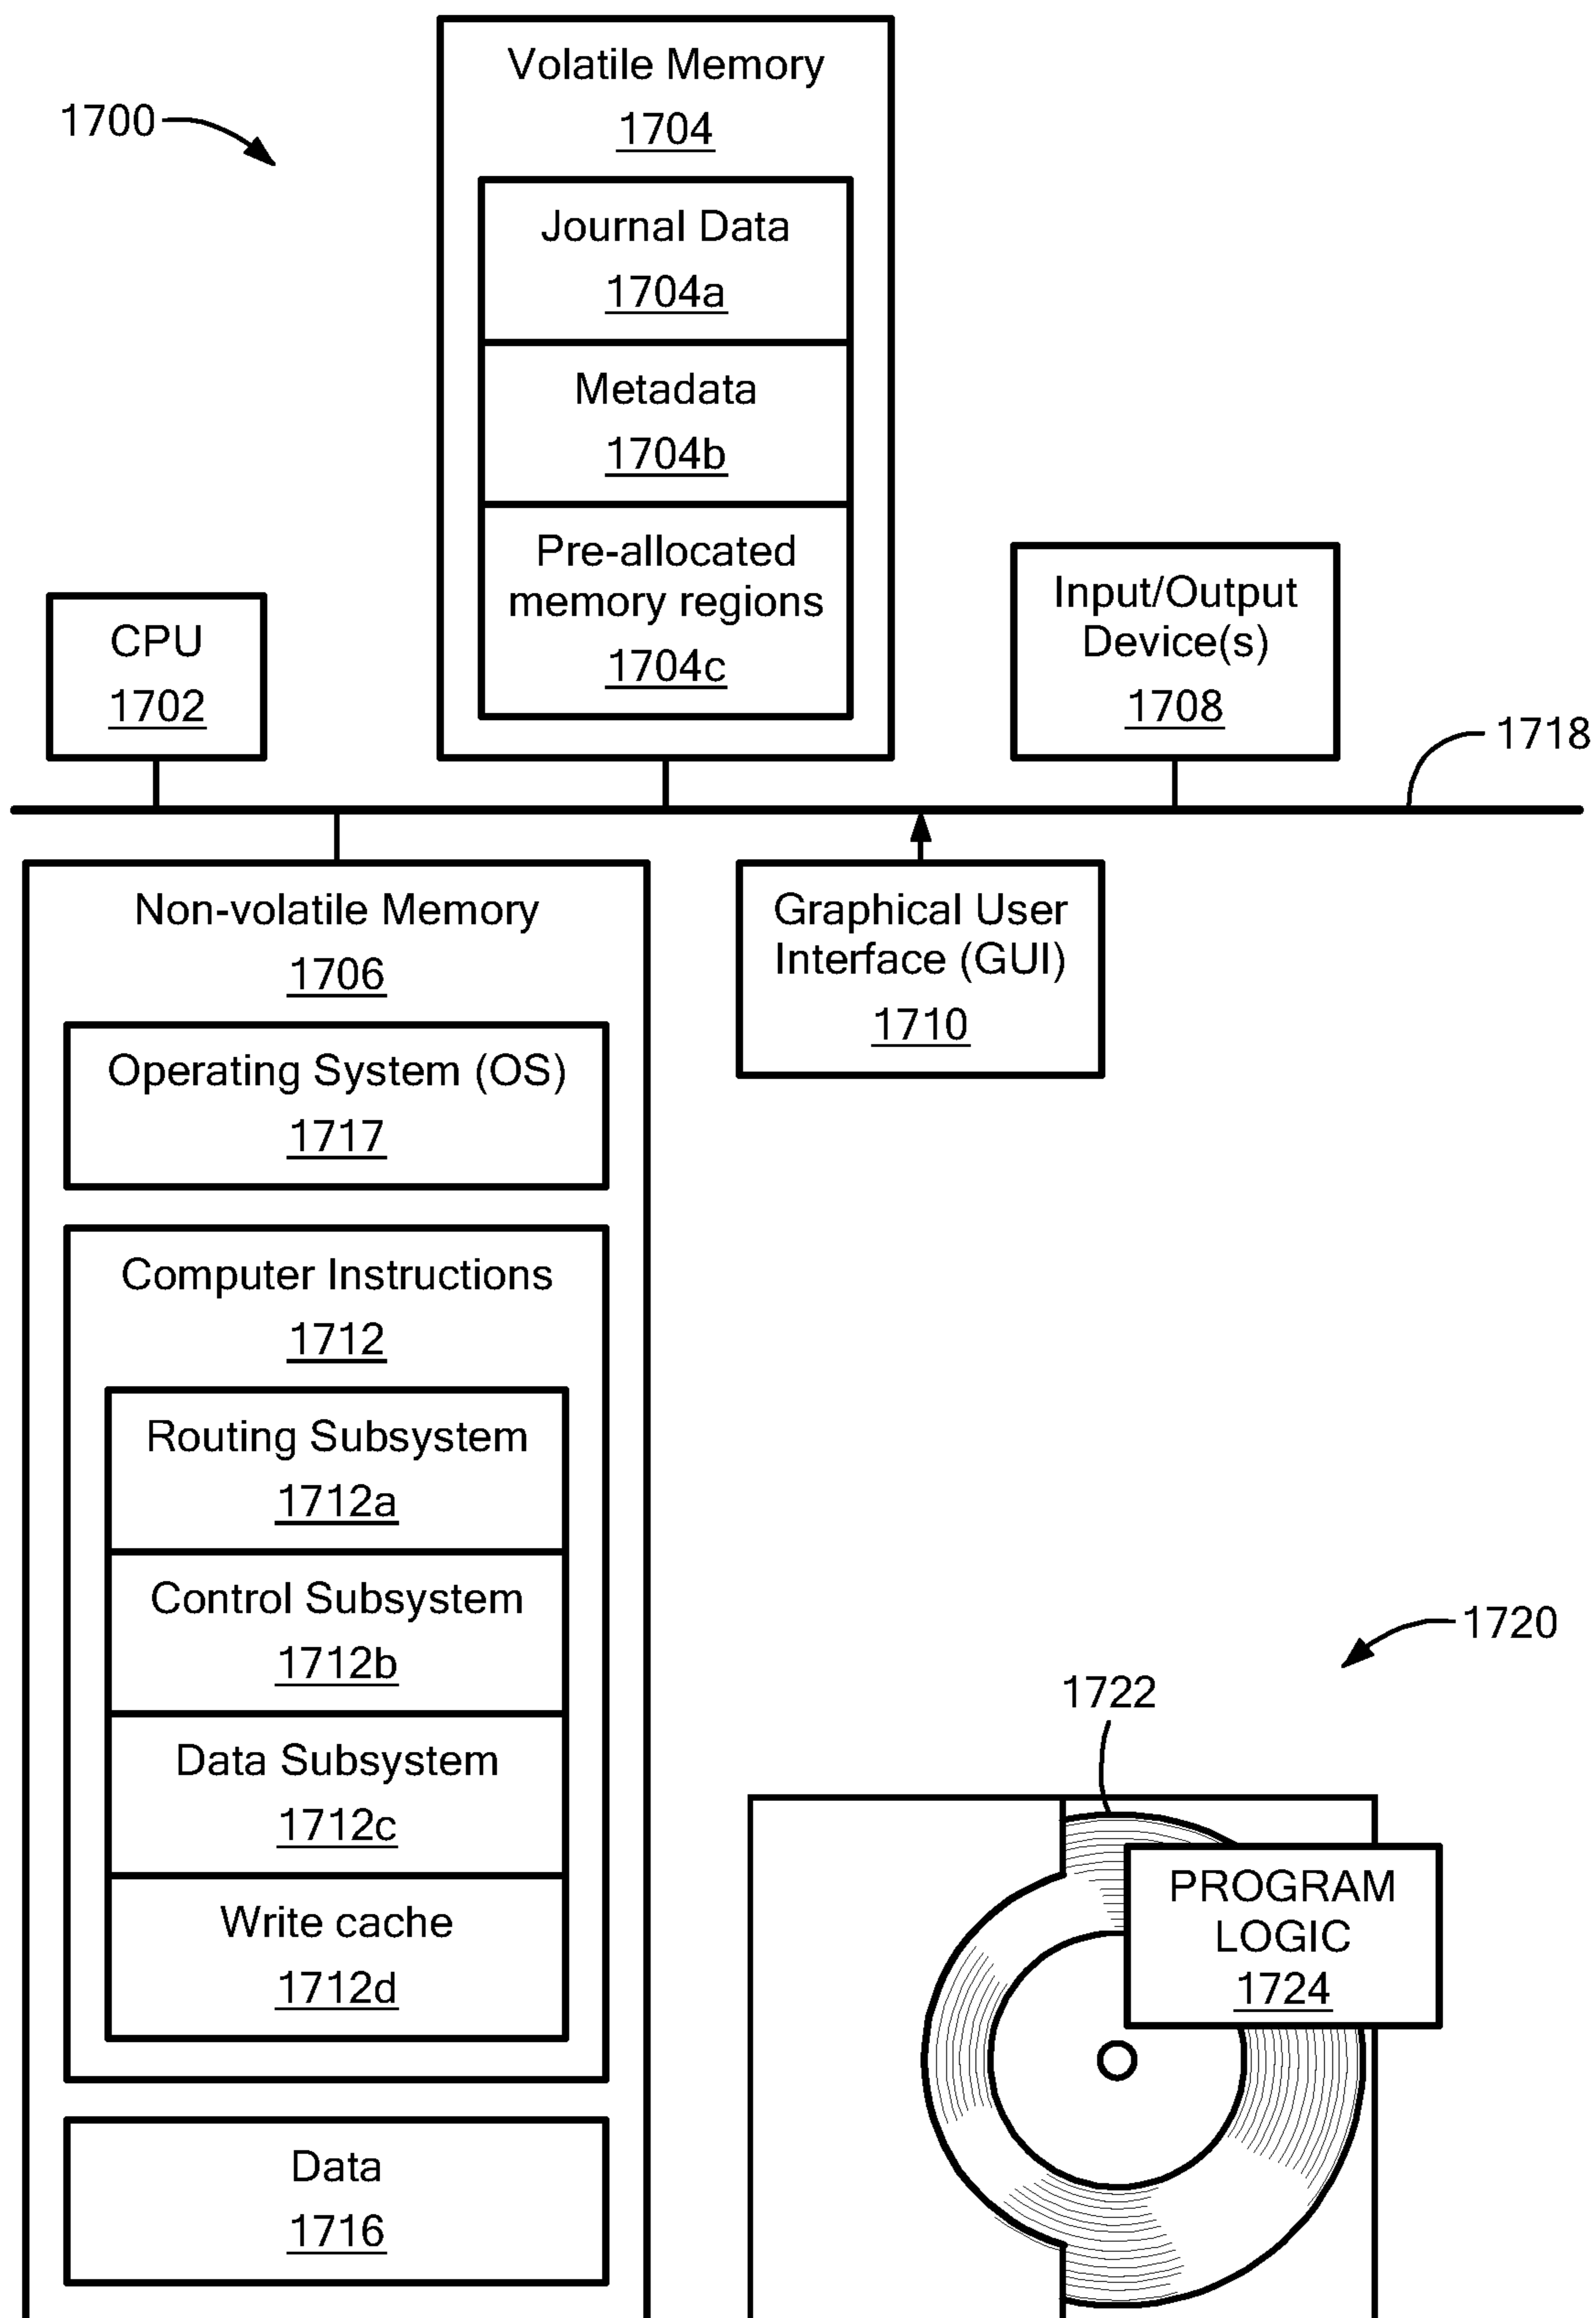 1700
Volatile Memory
1704
Journal Data
1704a
Metadata
1704b
Pre-allocated
memory regions
1704c
CPU
1702
Input/Output
Device(s)
1708
1718
Non-volatile Memory
1706
Operating System (OS)
1717
Computer Instructions
1712
Routing Subsystem
1712a
Control Subsystem
1712b
Data Subsystem
1712c
Write cache
1712d
Data
1716
Graphical User
Interface (GUI)
1710
1720
1722
PROGRAM
LOGIC
1724